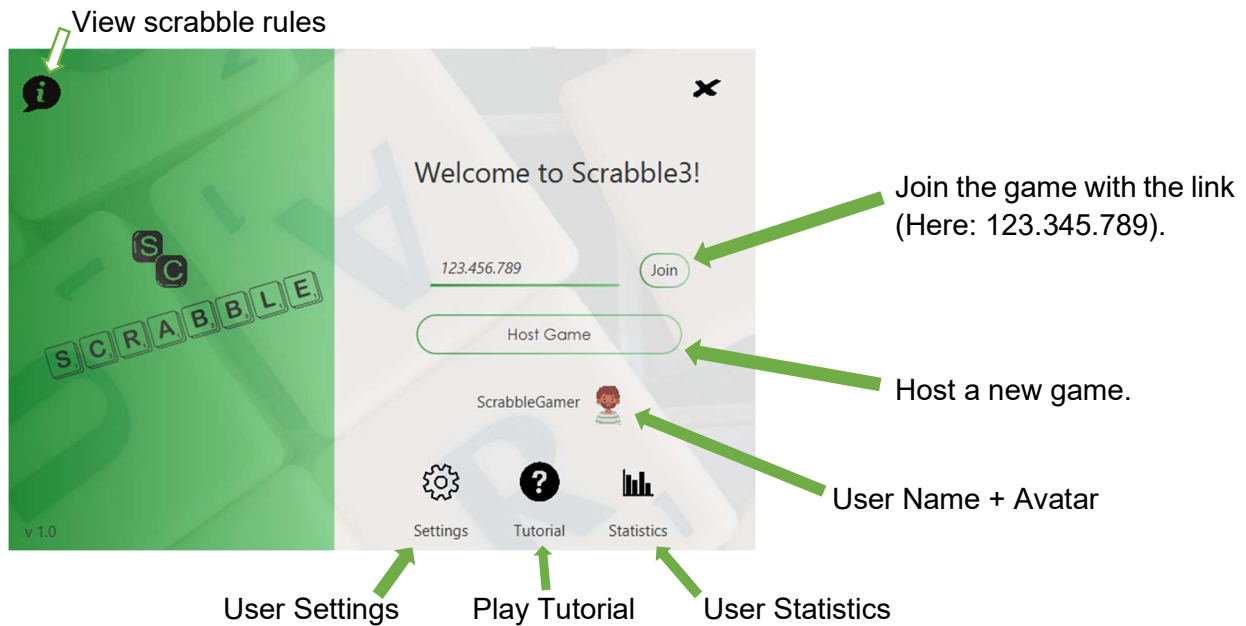 View scrabble rules
i
Welcome to Scrabble3!
Join the game with the link
(Here: 123.345.789).
S
C
123.456.789
Join
SCRABBLE
Host Game
Host a new game.
ScrabbleGamer
User Name + Avatar
?
v 1.0
Settings
Tutorial
Statistics
User Settings
Play Tutorial
User Statistics